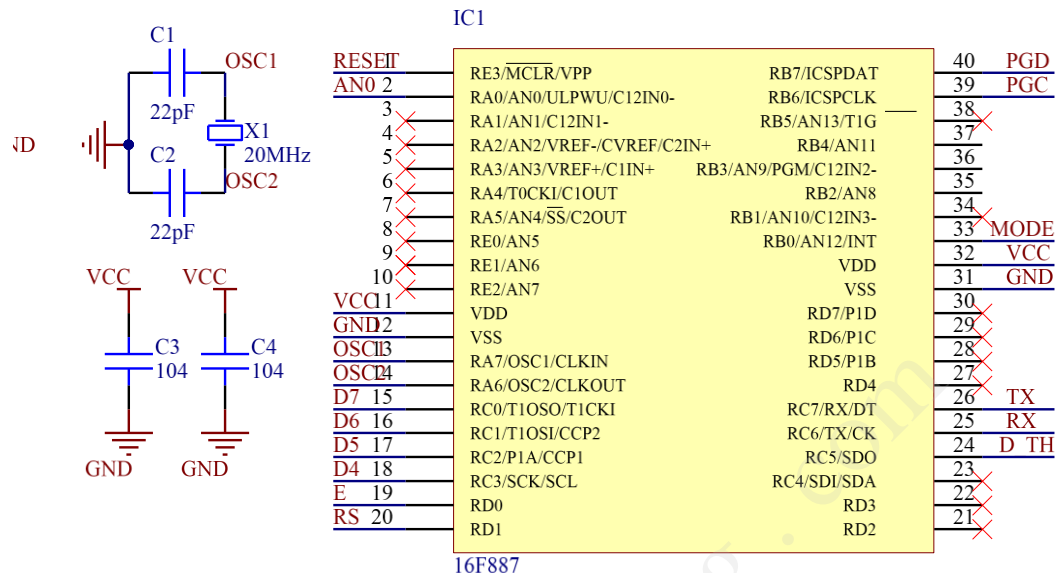 IC1
C1
OSC1
22pF
X1
20MHz
ND
C2
OSC2
22pF
VCC
VCC
C3
104
C4
104
GND
GND
RESET 1 RE3/MCLR/VPP
AN0 2 RA0/AN0/ULPWU/C12IN0-
3 RA1/AN1/C12IN1-
4 RA2/AN2/VREF-/CVREF/C2IN+
5 RA3/AN3/VREF+/C1IN+
6 RA4/T0CKI/C1OUT
7 RA5/AN4/SS/C2OUT
8 RE0/AN5
9 RE1/AN6
10 RE2/AN7
VCC 11 VDD
GND 12 VSS
OSC1 13 RA7/OSC1/CLKIN
OSC2 14 RA6/OSC2/CLKOUT
D7 15 RC0/T1OSO/T1CKI
D6 16 RC1/T1OSI/CCP2
D5 17 RC2/P1A/CCP1
D4 18 RC3/SCK/SCL
E 19 RD0
RS 20 RD1
RB7/ICSPDAT 40 PGD
RB6/ICSPCLK 39 PGC
RB5/AN13/T1G 38
RB4/AN11 37
RB3/AN9/PGM/C12IN2- 36
RB2/AN8 35
RB1/AN10/C12IN3- 34
RB0/AN12/INT 33 MODE
VDD 32 VCC
VSS 31 GND
RD7/P1D 30
RD6/P1C 29
RD5/P1B 28
RD4 27
RC7/RX/DT 26 TX
RC6/TX/CK 25 RX
RC5/SDO 24 D_TH
RC4/SDI/SDA 23
RD3 22
RD2 21
16F887